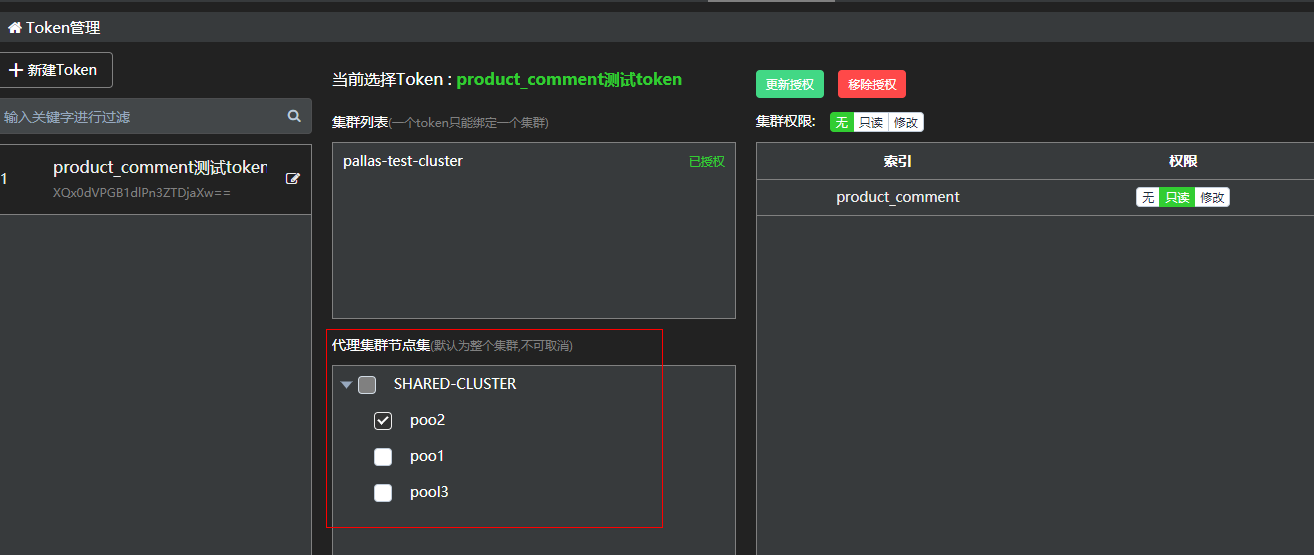 Token管理
新建Token
输入关键字进行过滤
1
product_comment测试token
XQx0dVPGB1dlPn3ZTDjaXw==
当前选择Token : product_comment测试token
集群列表(一个token只能绑定一个集群)
pallas-test-cluster 已授权
代理集群节点集(默认为整个集群,不可取消)
SHARED-CLUSTER
poo2
poo1
pool3
更新授权 移除授权
集群权限: 无 只读 修改
索引 权限
product_comment 无 只读 修改